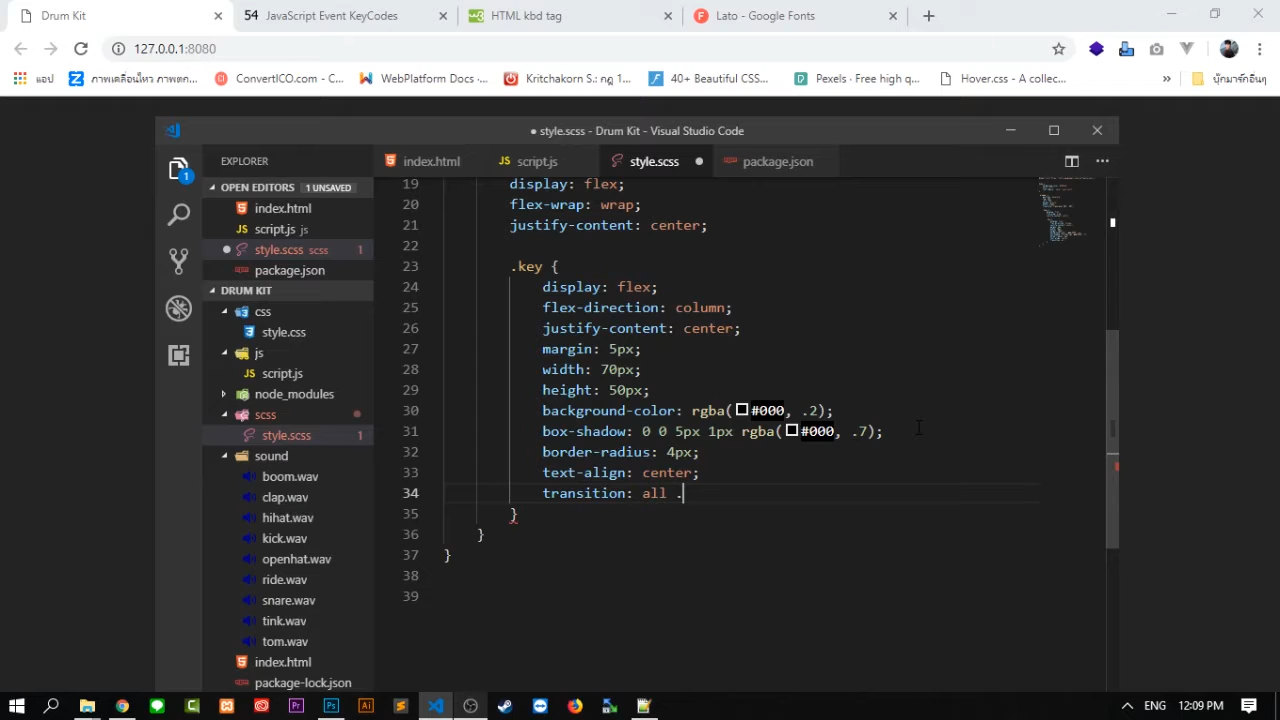 Drum Kit
54 JavaScript Event KeyCodes
HTML kbd tag
Lato - Google Fonts
127.0.0.1:8080
แอป
ภาพเคลื่อนไหว ภาพตก...
ConvertICO.com - C...
WebPlatform Docs -...
Kritchakorn S.: กฎ 1...
40+ Beautiful CSS...
Pexels · Free high q...
Hover.css - A collec...
บุ๊กมาร์กอื่นๆ
● style.scss - Drum Kit - Visual Studio Code
EXPLORER
index.html
script.js
style.scss
package.json
1
OPEN EDITORS 1 UNSAVED
index.html
script.js js
style.scss scss 1
package.json
DRUM KIT
css
style.css
js
script.js
node_modules
scss
style.scss 1
sound
boom.wav
clap.wav
hihat.wav
kick.wav
openhat.wav
ride.wav
snare.wav
tink.wav
tom.wav
index.html
package-lock.json
19 display: flex;
20 flex-wrap: wrap;
21 justify-content: center;
22
23 .key {
24 display: flex;
25 flex-direction: column;
26 justify-content: center;
27 margin: 5px;
28 width: 70px;
29 height: 50px;
30 background-color: rgba(#000, .2);
31 box-shadow: 0 0 5px 1px rgba(#000, .7);
32 border-radius: 4px;
33 text-align: center;
34 transition: all .
35 }
36 }
37 }
38
39
ENG 12:09 PM